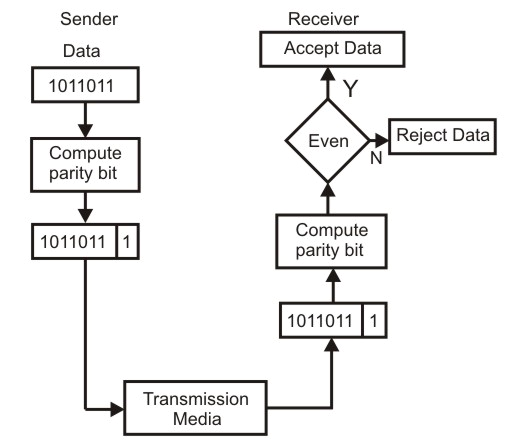 Sender
Data
1011011
Compute
parity bit
1011011 1
Transmission
Media
Receiver
Accept Data
Y
Even
N
Reject Data
Compute
parity bit
1011011 1